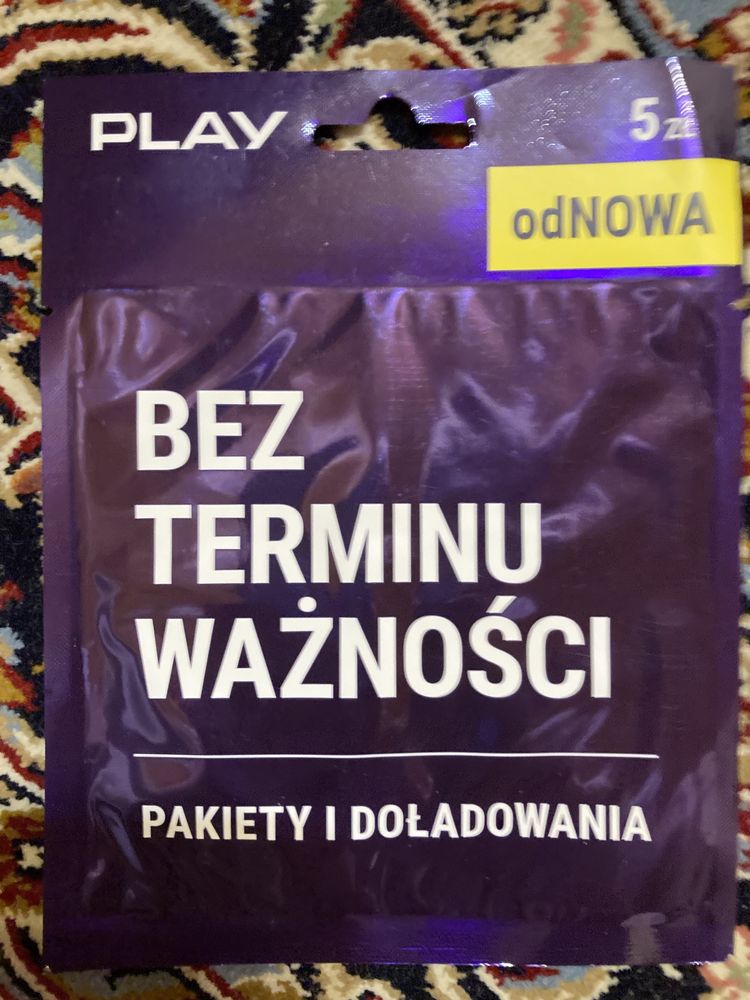 PLAY
5 zł
odNOWA
BEZ
TERMINU
WAŻNOŚCI
PAKIETY I DOŁADOWANIA